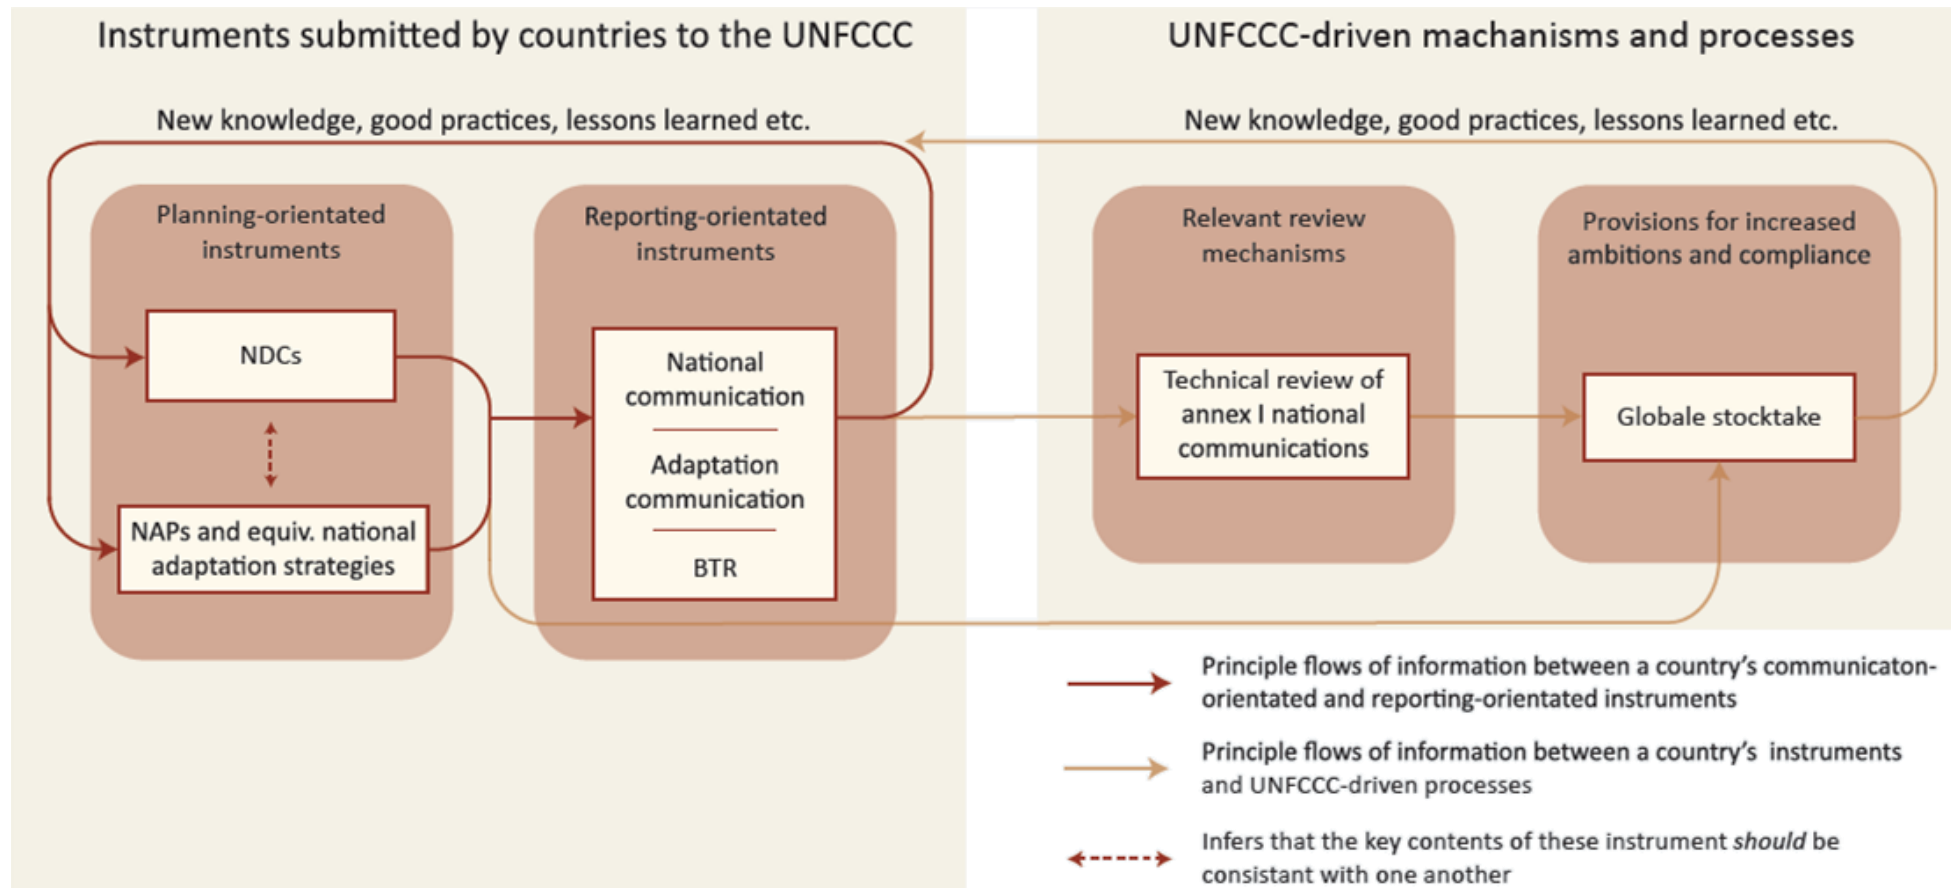 Instruments submitted by countries to the UNFCCC
New knowledge, good practices, lessons learned etc.
Planning-orientated
instruments
NDCs
NAPs and equiv. national
adaptation strategies
Reporting-orientated
instruments
National
communication
Adaptation
communication
BTR
UNFCCC-driven machanisms and processes
New knowledge, good practices, lessons learned etc.
Relevant review
mechanisms
Technical review of
annex I national
communications
Provisions for increased
ambitions and compliance
Globale stocktake
Principle flows of information between a country's communicaton-
orientated and reporting-orientated instruments
Principle flows of information between a country's instruments
and UNFCCC-driven processes
Infers that the key contents of these instrument should be
consistant with one another